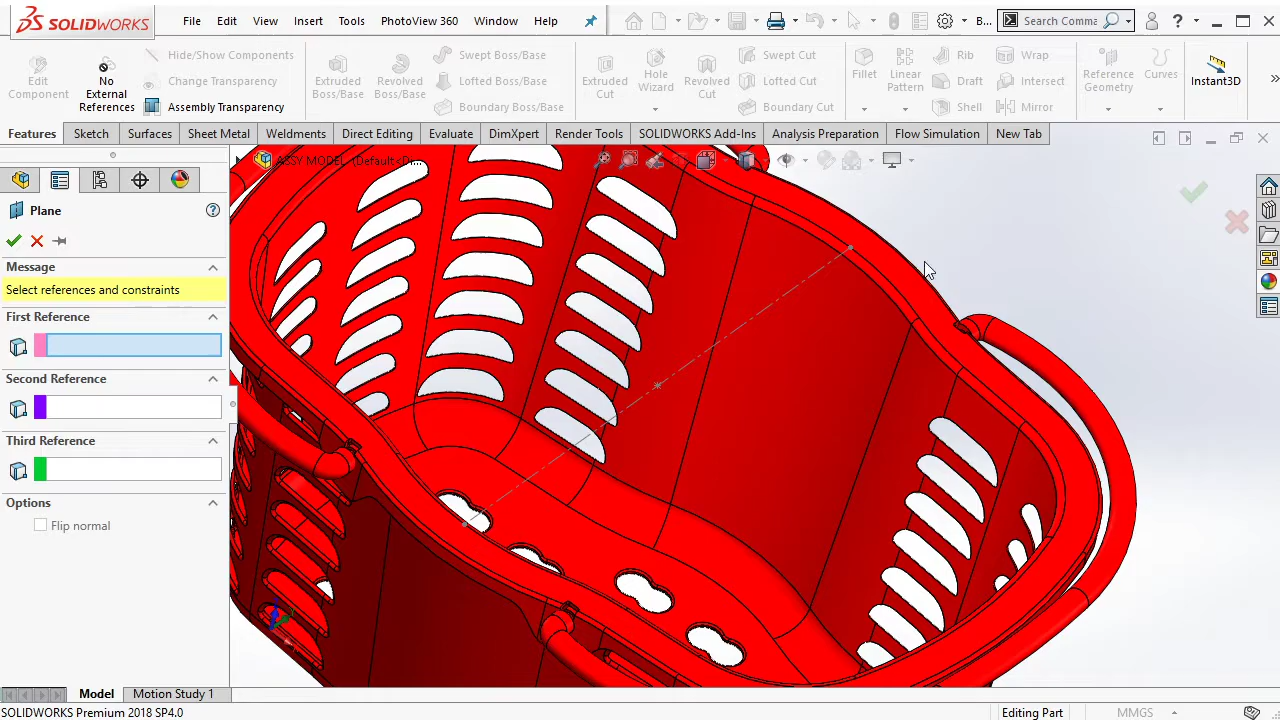 SOLIDWORKS
File Edit View Insert Tools PhotoView 360 Window Help
B... Search Comma
Edit Component
No External References
Hide/Show Components
Change Transparency
Assembly Transparency
Extruded Boss/Base
Revolved Boss/Base
Swept Boss/Base
Lofted Boss/Base
Boundary Boss/Base
Extruded Cut
Hole Wizard
Revolved Cut
Swept Cut
Lofted Cut
Boundary Cut
Fillet
Linear Pattern
Rib
Draft
Shell
Wrap
Intersect
Mirror
Reference Geometry
Curves
Instant3D
Features Sketch Surfaces Sheet Metal Weldments Direct Editing Evaluate DimXpert Render Tools SOLIDWORKS Add-Ins Analysis Preparation Flow Simulation New Tab
ASSY MODEL (Default<Di...
Plane
Message
Select references and constraints
First Reference
Second Reference
Third Reference
Options
Flip normal
Model Motion Study 1
SOLIDWORKS Premium 2018 SP4.0 Editing Part MMGS